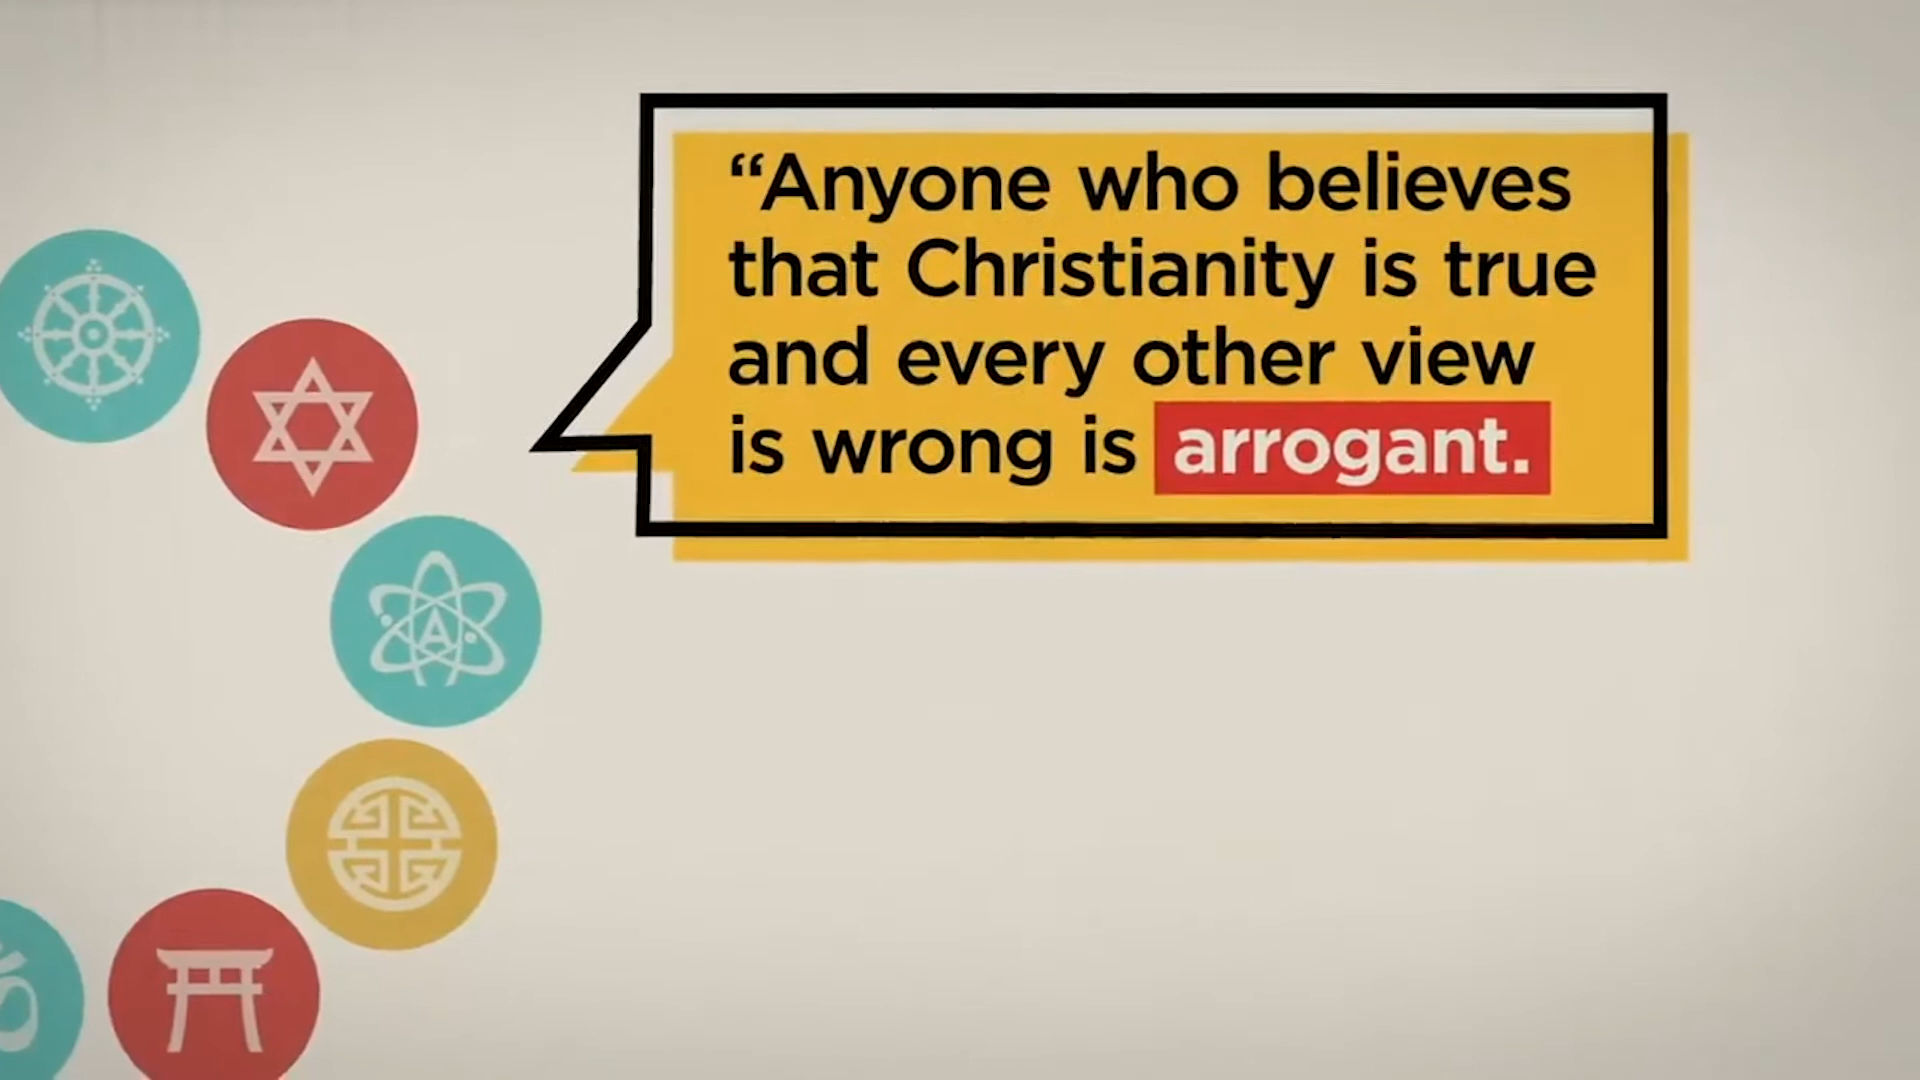 “Anyone who believes
that Christianity is true
and every other view
is wrong is arrogant.
A
ॐ